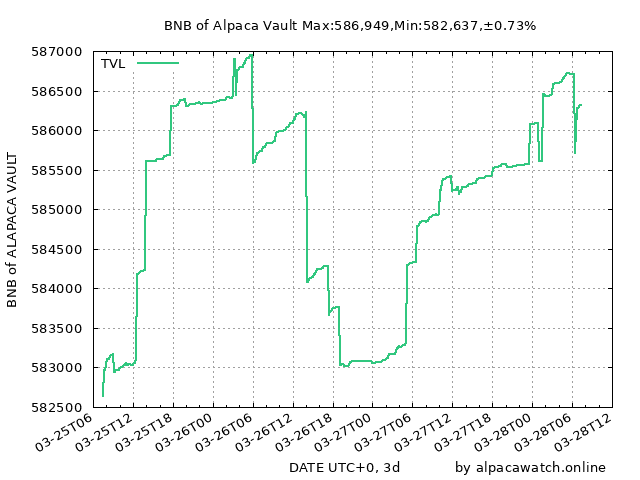 BNB of Alpaca Vault Max:586,949,Min:582,637,±0.73%
TVL
587000
586500
586000
585500
585000
584500
584000
583500
583000
582500
BNB of ALAPACA VAULT
03-25T06
03-25T12
03-25T18
03-26T00
03-26T06
03-26T12
03-26T18
03-27T00
03-27T06
03-27T12
03-27T18
03-28T00
03-28T06
03-28T12
DATE UTC+0, 3d
by alpacawatch.online